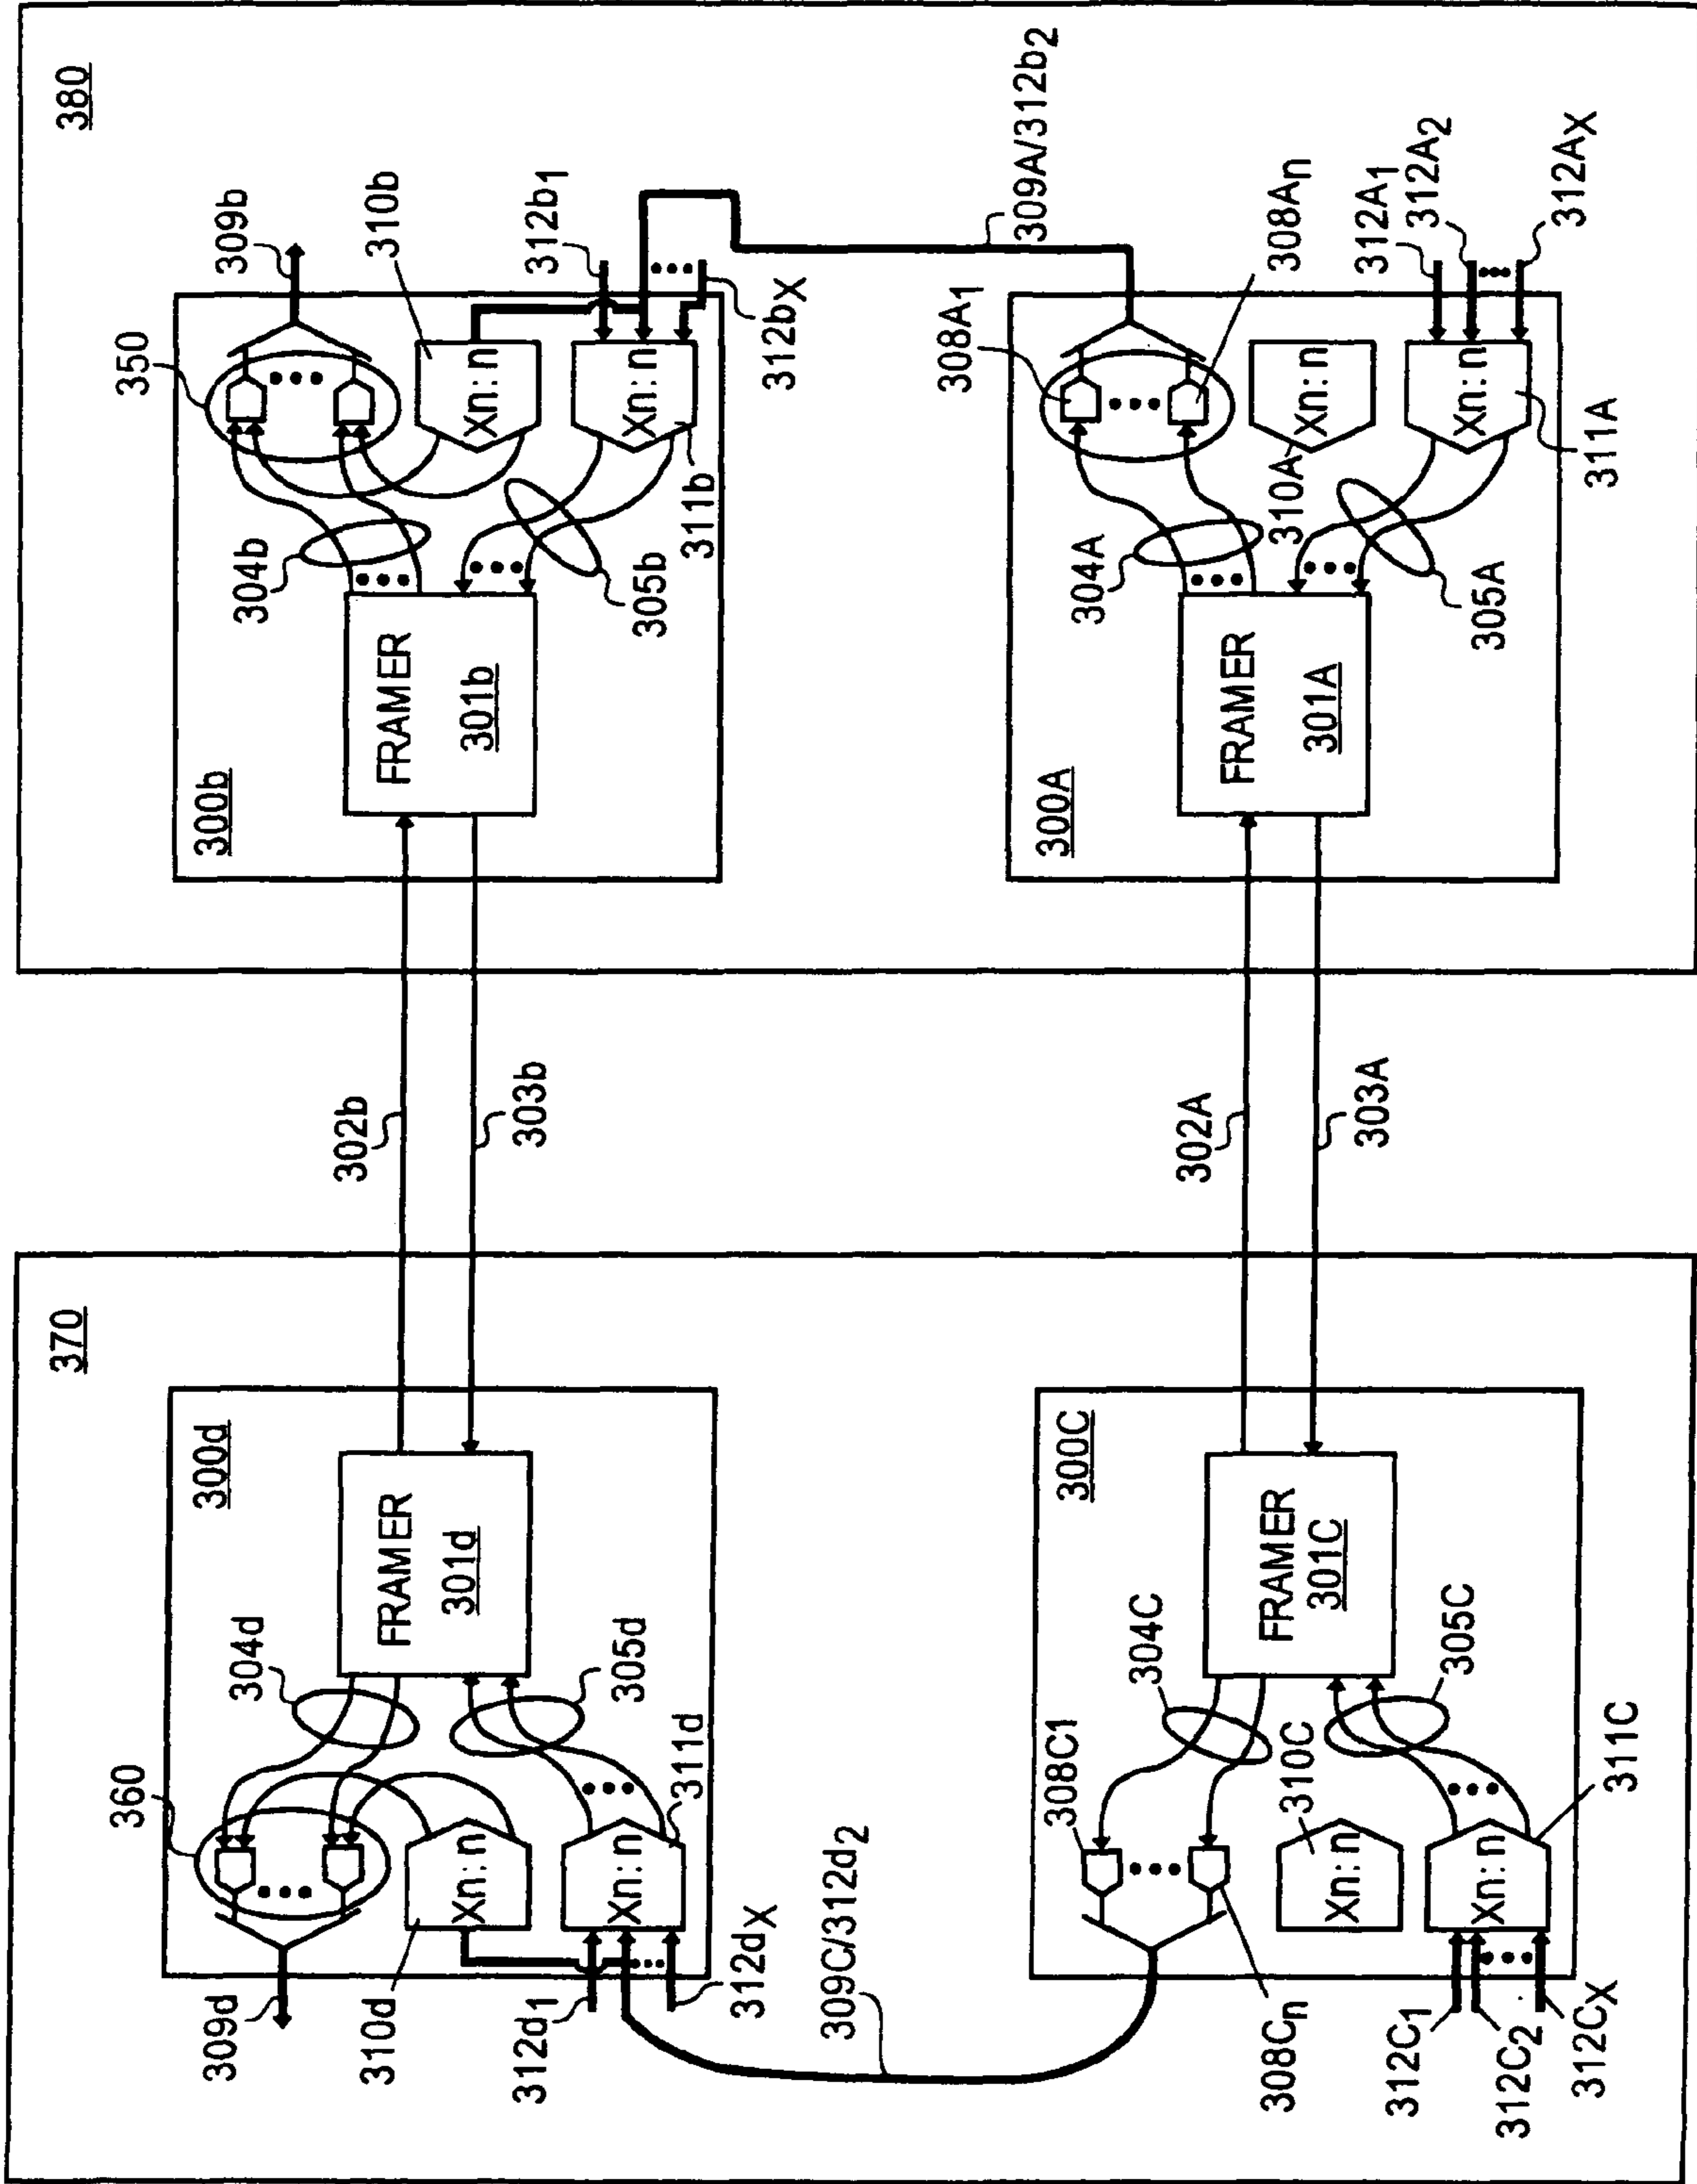 380
350
309b
310b
312b1
312bX
309A/312b2
304b
305b
311b
Xn:n
Xn:n
FRAMER
301b
300b
308A1
308An
312A1
312A2
312AX
311A
310A
Xn:n
Xn:n
304A
305A
FRAMER
301A
300A
302b
303b
302A
303A
370
300d
FRAMER
301d
304d
305d
360
311d
Xn:n
Xn:n
309d
310d
312d1
312dX
309C/312d2
300C
FRAMER
301C
304C
305C
308C1
310C
311C
Xn:n
Xn:n
308Cn
312C1
312C2
312CX